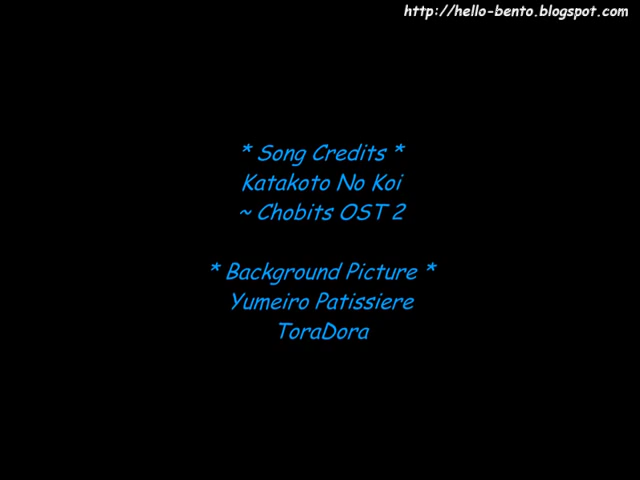 http://hello-bento.blogspot.com
* Song Credits *
Katakoto No Koi
~ Chobits OST 2
* Background Picture *
Yumeiro Patissiere
ToraDora